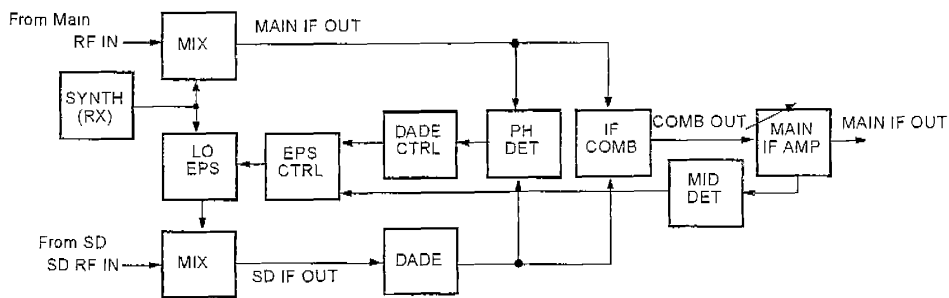 From Main
RF IN
MIX
MAIN IF OUT
SYNTH
(RX)
LO
EPS
EPS
CTRL
DADE
CTRL
PH
DET
IF
COMB
COMB OUT
MAIN
IF AMP
MAIN IF OUT
MID
DET
From SD
SD RF IN
MIX
SD IF OUT
DADE